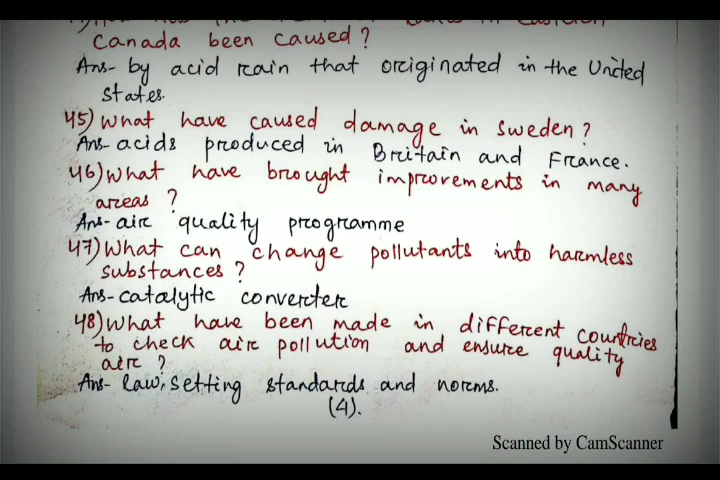 Canada been caused?
Ans- by acid rain that originated in the United
states.
45) What have caused damage in sweden?
Ans- acids produced in Britain and France.
46) What have brought improvements in many
areas?
Ans- air quality programme
47) What can change pollutants into harmless
substances?
Ans- catalytic converter
48) What have been made in different countries
to check air pollution and ensure quality
air?
Ans- law, setting standards and norms.
(4).
Scanned by CamScanner